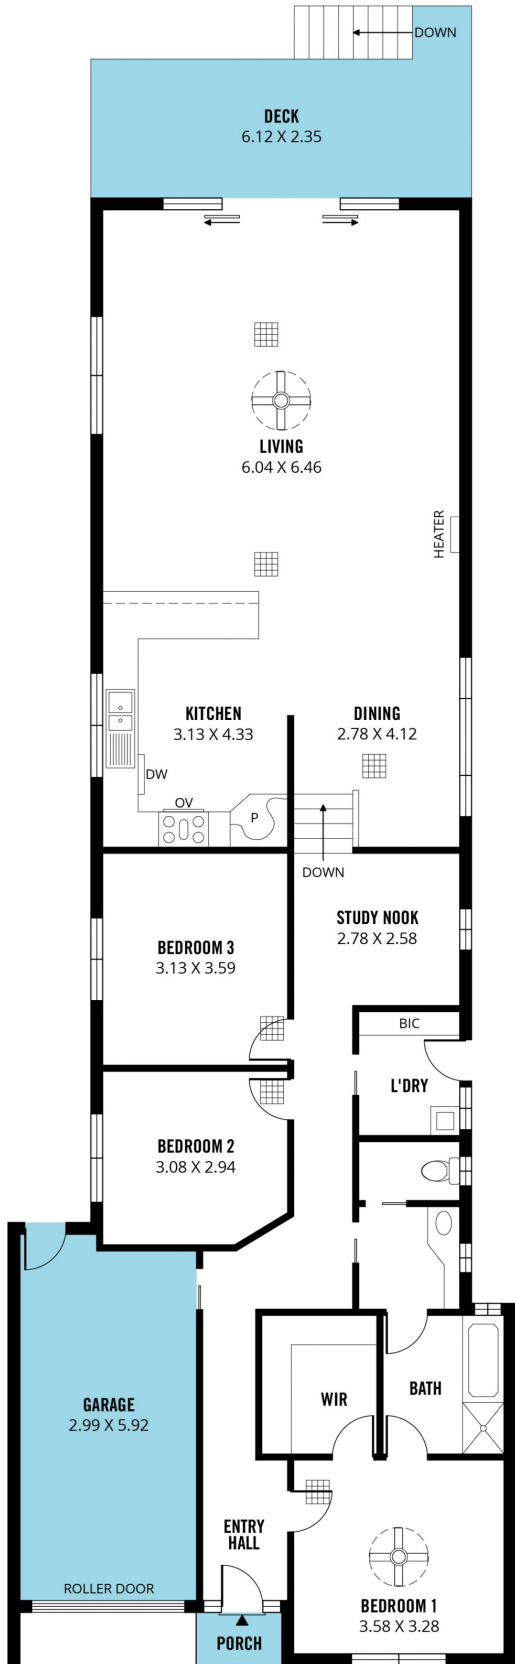 DOWN
DECK
6.12 X 2.35
LIVING
6.04 X 6.46
HEATER
KITCHEN
3.13 X 4.33
DINING
2.78 X 4.12
DW
OV
P
DOWN
STUDY NOOK
2.78 X 2.58
BEDROOM 3
3.13 X 3.59
BIC
L'DRY
BEDROOM 2
3.08 X 2.94
GARAGE
2.99 X 5.92
WIR
BATH
ENTRY
HALL
ROLLER DOOR
BEDROOM 1
3.58 X 3.28
PORCH